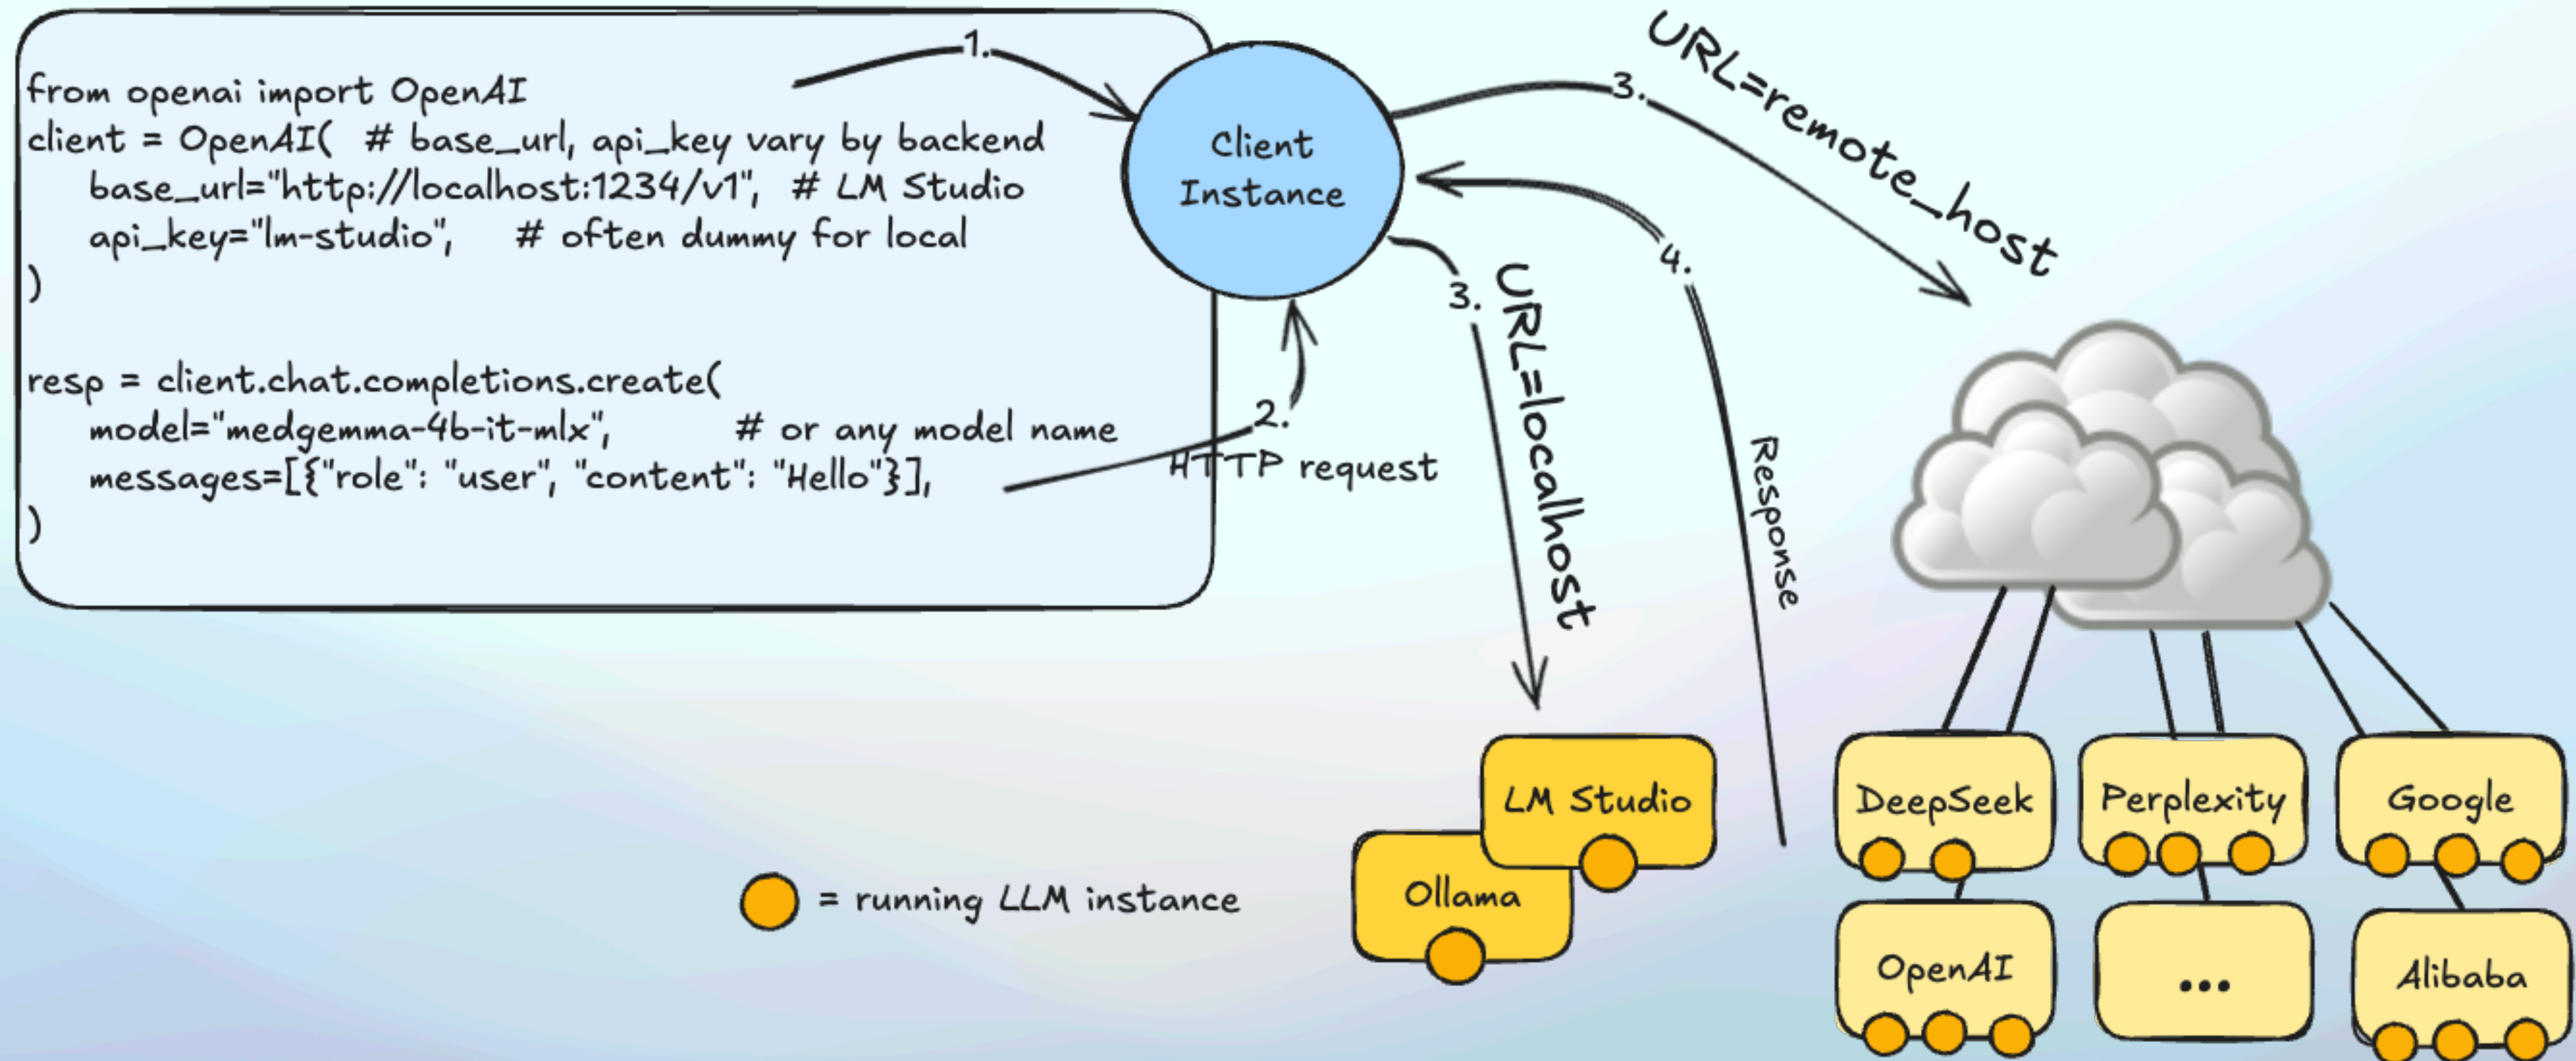 from openai import OpenAI
client = OpenAI(  # base_url, api_key vary by backend
    base_url="http://localhost:1234/v1",  # LM Studio
    api_key="lm-studio",    # often dummy for local
)
resp = client.chat.completions.create(
    model="medgemma-4b-it-mlx",        # or any model name
    messages=[{"role": "user", "content": "Hello"}],
)
1.
Client
Instance
2.
HTTP request
3.
URL=remote_host
3.
URL=localhost
4.
Response
= running LLM instance
LM Studio
Ollama
DeepSeek
Perplexity
Google
OpenAI
...
Alibaba